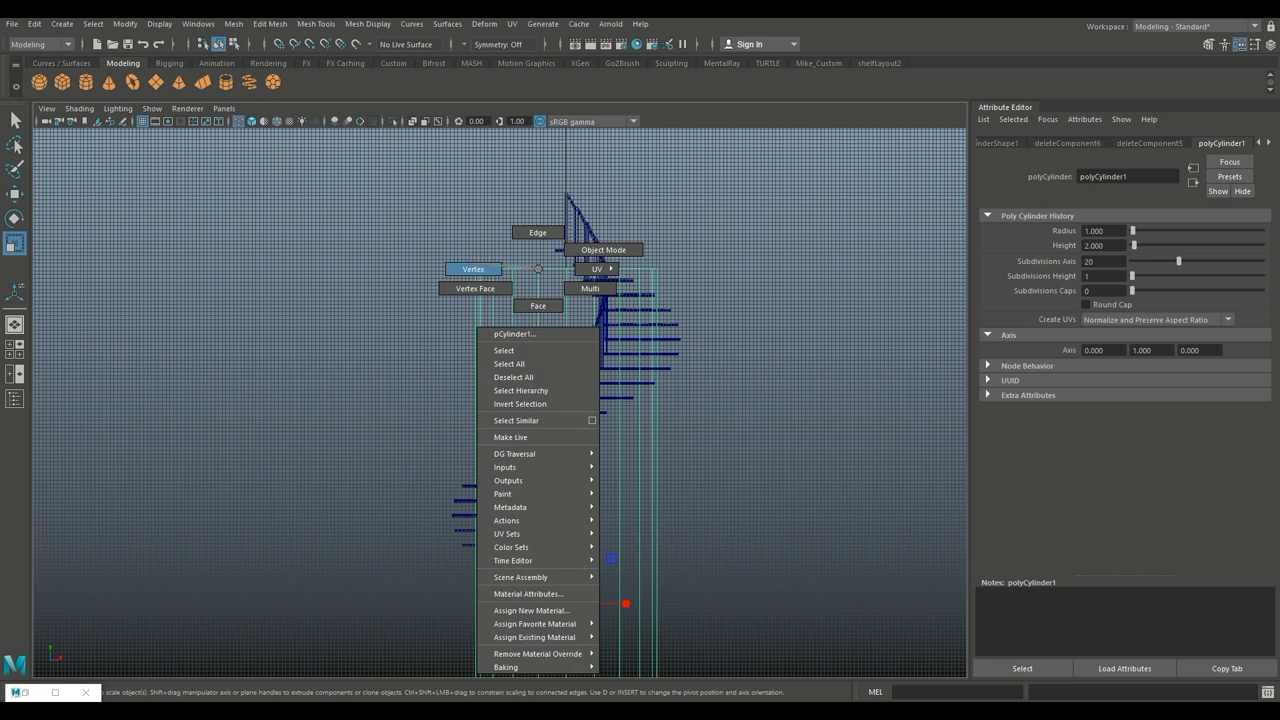 File Edit Create Select Modify Display Windows Mesh Edit Mesh Mesh Tools Mesh Display Curves Surfaces Deform UV Generate Cache Arnold Help
Workspace : Modeling - Standard*
Modeling No Live Surface Symmetry: Off Sign In
Curves / Surfaces Modeling Rigging Animation Rendering FX FX Caching Custom Bifrost MASH Motion Graphics XGen GoZBrush Sculpting MentalRay TURTLE Mike_Custom shelfLayout2
View Shading Lighting Show Renderer Panels
0.00 1.00 sRGB gamma
Edge
Object Mode
Vertex UV
Vertex Face Multi
Face
pCylinder1...
Select
Select All
Deselect All
Select Hierarchy
Invert Selection
Select Similar
Make Live
DG Traversal
Inputs
Outputs
Paint
Metadata
Actions
UV Sets
Color Sets
Time Editor
Scene Assembly
Material Attributes...
Assign New Material...
Assign Favorite Material
Assign Existing Material
Remove Material Override
Baking
Attribute Editor
List Selected Focus Attributes Show Help
nderShape1 deleteComponent6 deleteComponent5 polyCylinder1
Focus
polyCylinder: polyCylinder1 Presets
Show Hide
Poly Cylinder History
Radius 1.000
Height 2.000
Subdivisions Axis 20
Subdivisions Height 1
Subdivisions Caps 0
Round Cap
Create UVs Normalize and Preserve Aspect Ratio
Axis
Axis 0.000 1.000 0.000
Node Behavior
UUID
Extra Attributes
Notes: polyCylinder1
Select Load Attributes Copy Tab
to scale object(s). Shift+drag manipulator axis or plane handles to extrude components or clone objects. Ctrl+Shift+LMB+drag to constrain scaling to connected edges. Use D or INSERT to change the pivot position and axis orientation.
MEL